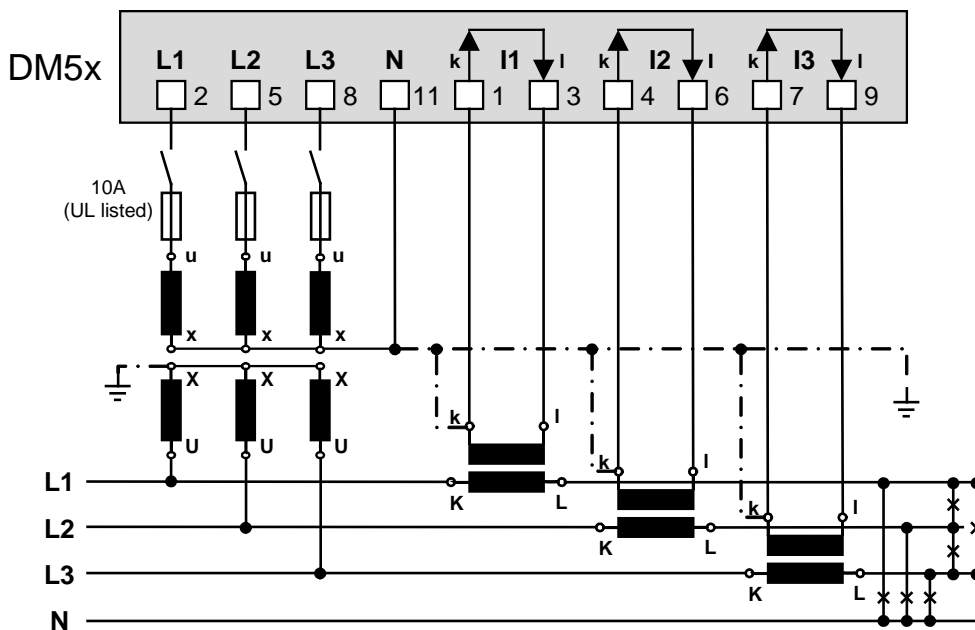 DM5x
L1 L2 L3 N k I1 l k I2 l k I3 l
2 5 8 11 1 3 4 6 7 9
10A
(UL listed)
u u u
x x x
X X X
U U U
k l
k l
k l
L1 K L
L2 K L
L3 K L
N